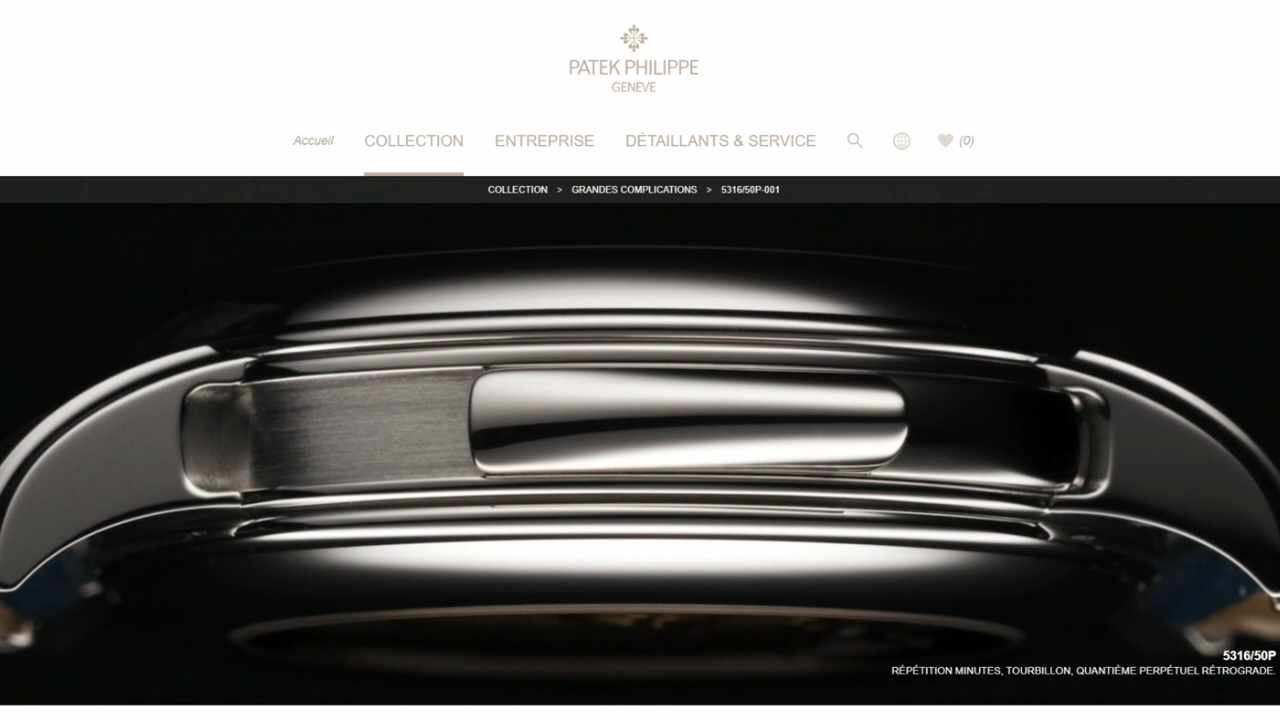 PATEK PHILIPPE
GENEVE
Accueil COLLECTION ENTREPRISE DÉTAILLANTS & SERVICE (0)
COLLECTION > GRANDES COMPLICATIONS > 5316/50P-001
5316/50P
RÉPÉTITION MINUTES, TOURBILLON, QUANTIÈME PERPÉTUEL RÉTROGRADE.